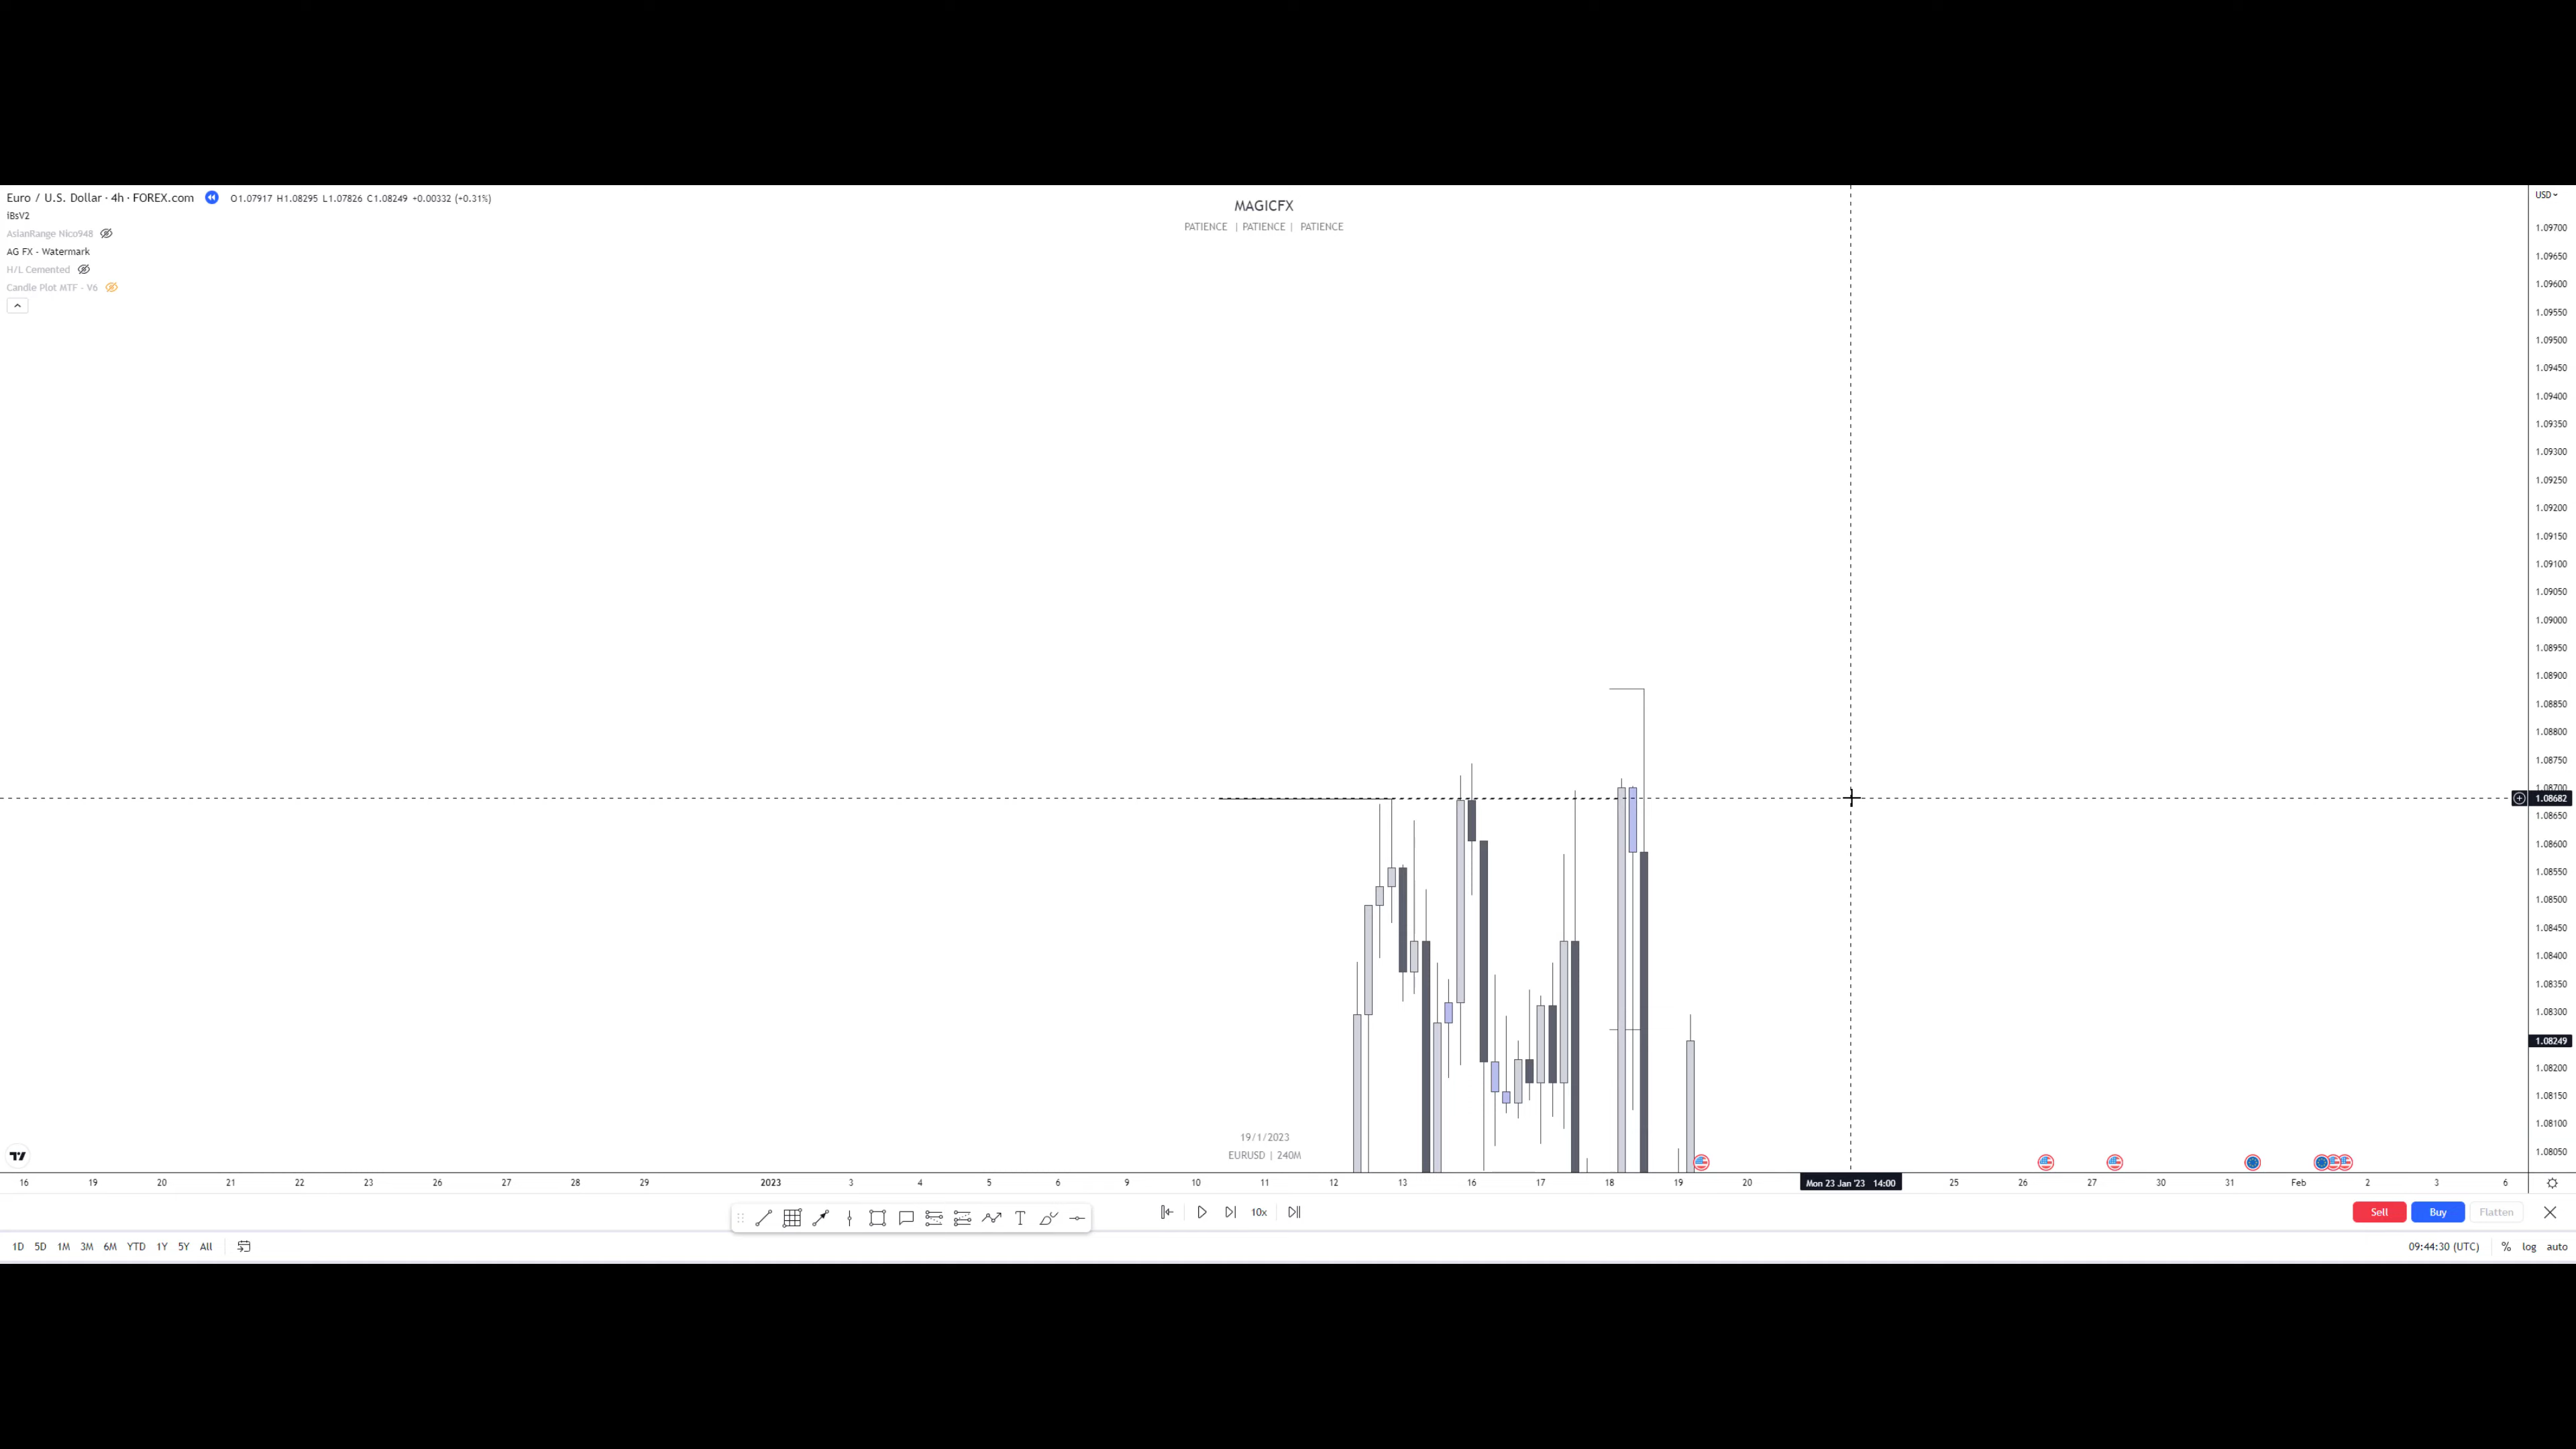 Euro / U.S. Dollar · 4h · FOREX.com O1.07917 H1.08295 L1.07826 C1.08249 +0.00332 (+0.31%)
iBsV2
AsianRange Nico948
AG FX - Watermark
H/L Cemented
Candle Plot MTF - V6
MAGICFX
PATIENCE | PATIENCE | PATIENCE
USD
1.09700
1.09650
1.09600
1.09550
1.09500
1.09450
1.09400
1.09350
1.09300
1.09250
1.09200
1.09150
1.09100
1.09050
1.09000
1.08950
1.08900
1.08850
1.08800
1.08750
1.08700
1.08682
1.08650
1.08600
1.08550
1.08500
1.08450
1.08400
1.08350
1.08300
1.08249
1.08200
1.08150
1.08100
1.08050
19/1/2023
EURUSD | 240M
16 19 20 21 22 23 26 27 28 29 2023 3 4 5 6 9 10 11 12 13 16 17 18 19 20 Mon 23 Jan '23 14:00 25 26 27 30 31 Feb 2 3 6
10x
Sell Buy Flatten
1D 5D 1M 3M 6M YTD 1Y 5Y All
09:44:30 (UTC) % log auto